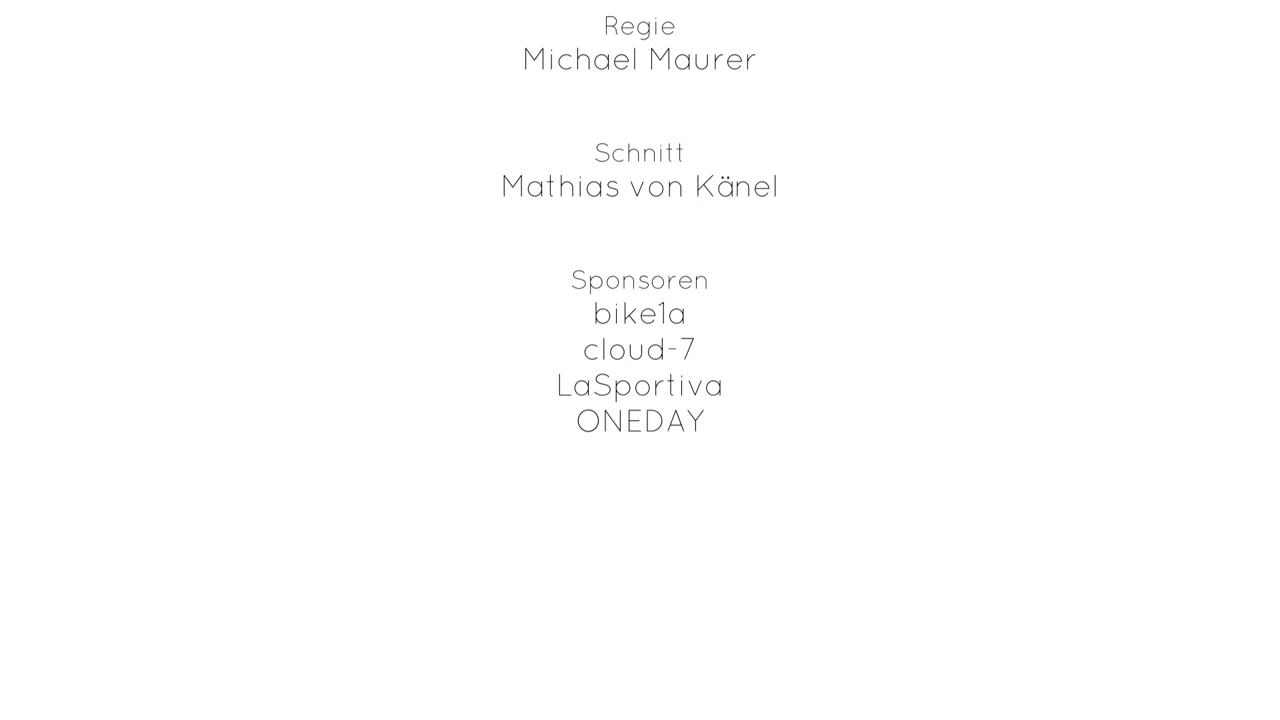 Regie
Michael Maurer
Schnitt
Mathias von Känel
Sponsoren
bike1a
cloud-7
LaSportiva
ONEDAY